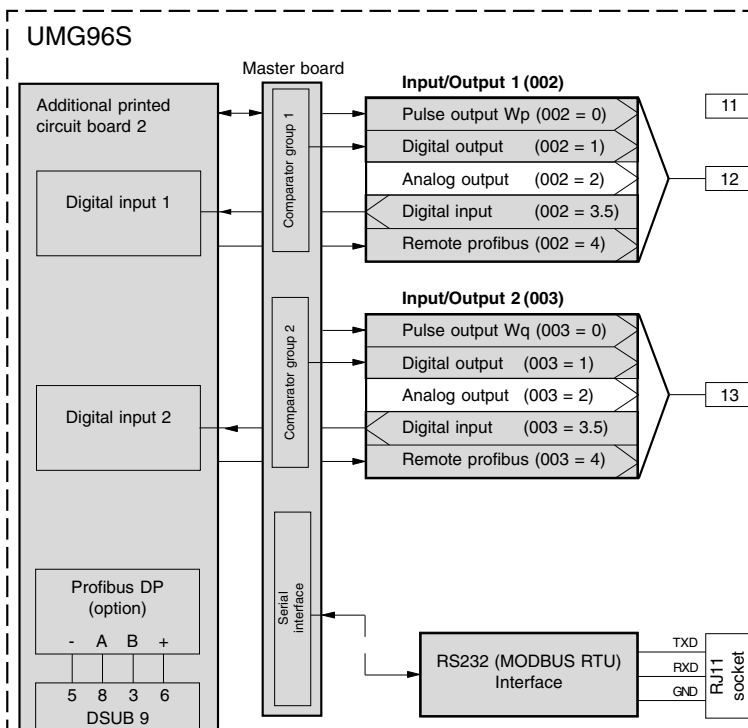 UMG96S
Additional printed
circuit board 2
Master board
Input/Output 1 (002)
Comparator group 1
Pulse output Wp (002 = 0)
Digital output (002 = 1)
Analog output (002 = 2)
Digital input (002 = 3.5)
Remote profibus (002 = 4)
11
12
Digital input 1
Input/Output 2 (003)
Comparator group 2
Pulse output Wq (003 = 0)
Digital output (003 = 1)
Analog output (003 = 2)
Digital input (003 = 3.5)
Remote profibus (003 = 4)
13
Digital input 2
Profibus DP
(option)
- A B +
5 8 3 6
DSUB 9
Serial
interface
RS232 (MODBUS RTU)
Interface
TXD
RXD
GND
RJ11
socket